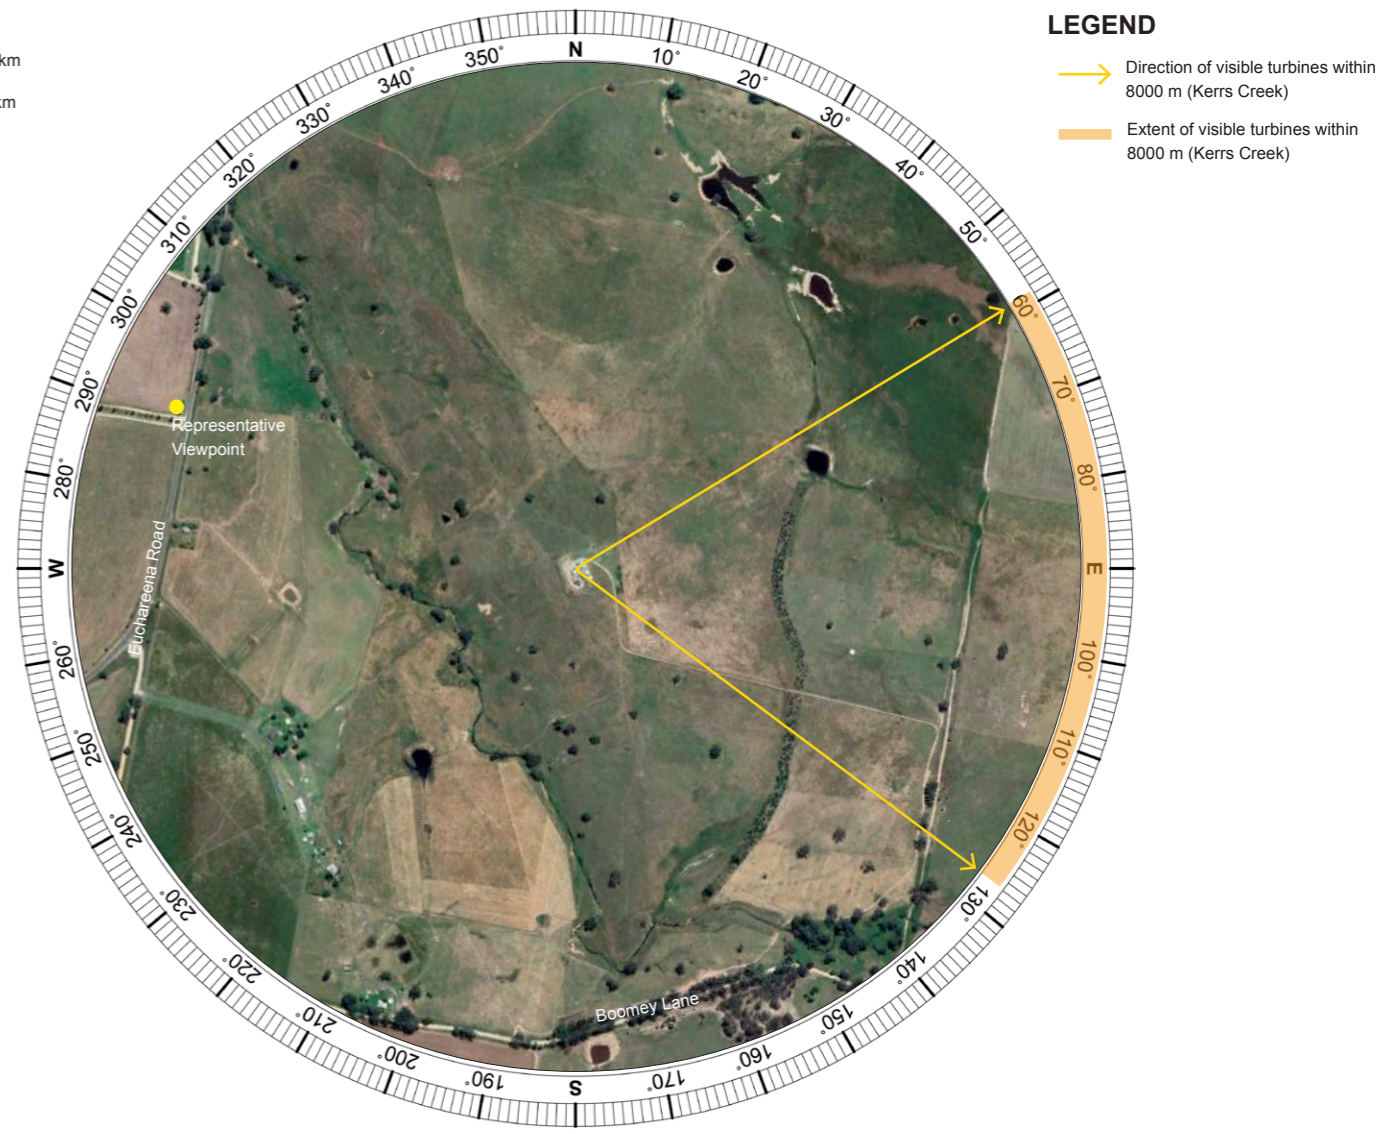 km
km
LEGEND
Direction of visible turbines within
8000 m (Kerrs Creek)
Extent of visible turbines within
8000 m (Kerrs Creek)
N
10°
20°
30°
40°
50°
60°
70°
80°
E
100°
110°
120°
130°
140°
150°
160°
170°
S
190°
200°
210°
220°
230°
240°
250°
260°
W
280°
290°
300°
310°
320°
330°
340°
350°
Representative
Viewpoint
Euchareena Road
Boomey Lane